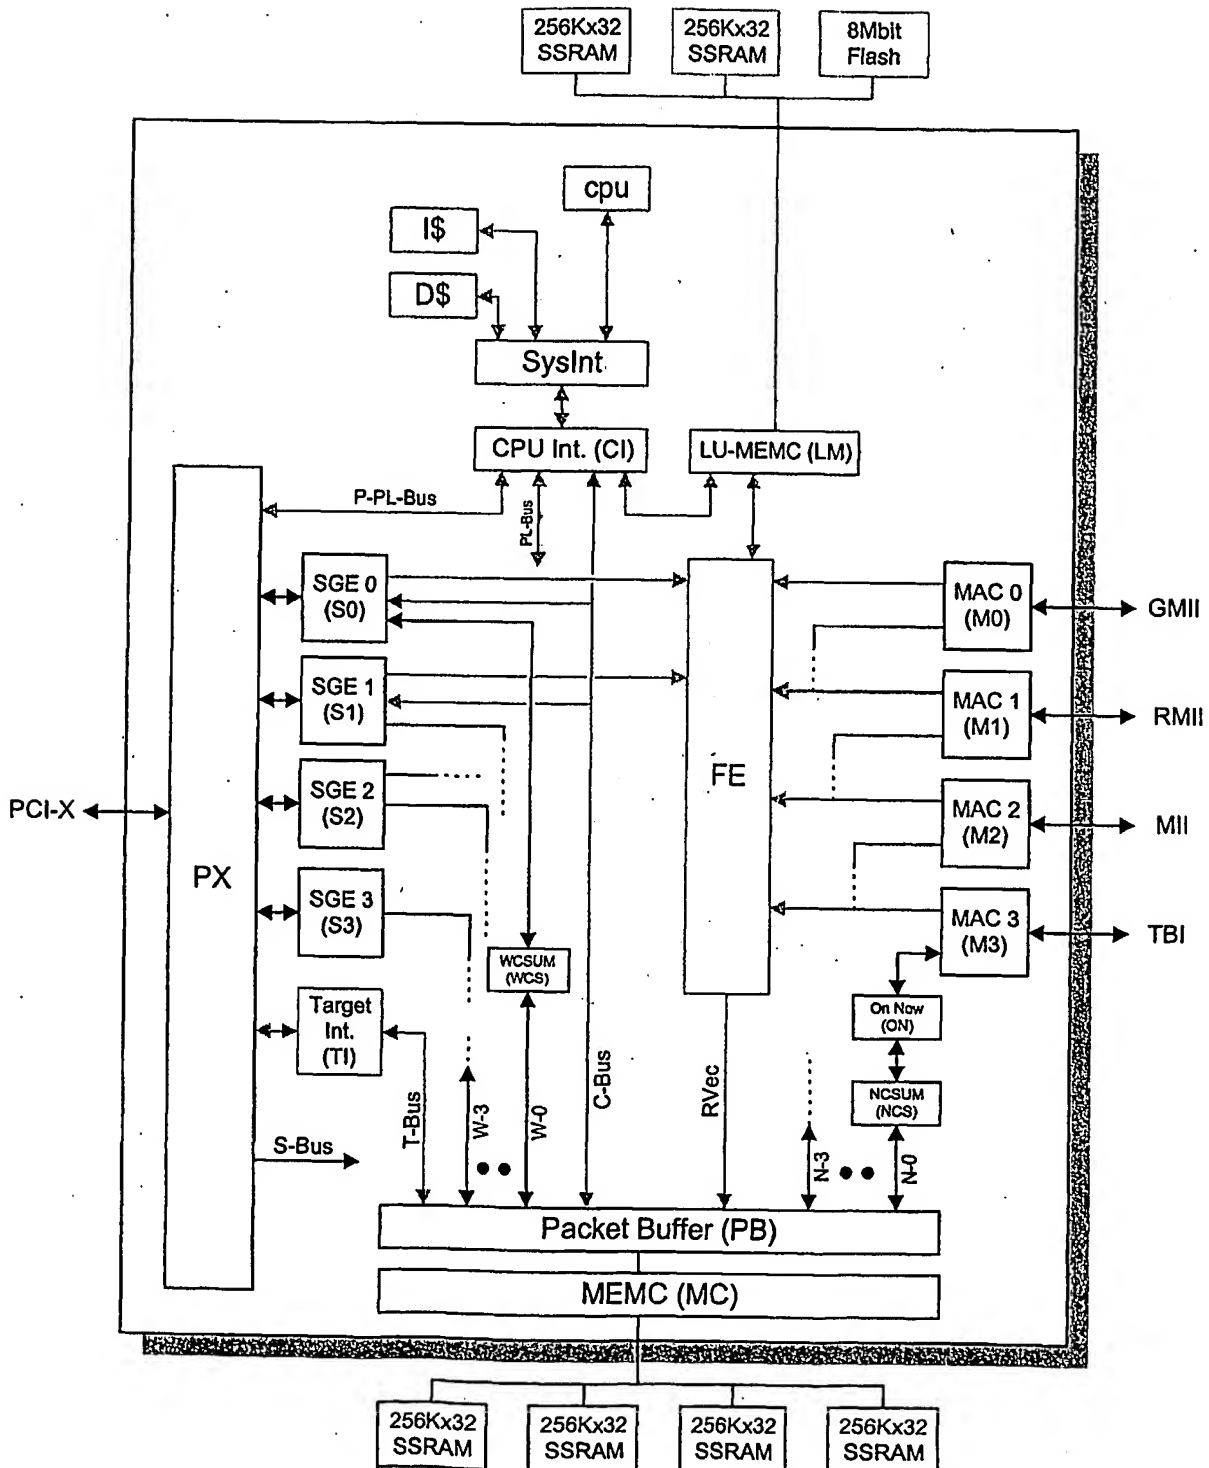 256Kx32
SSRAM
256Kx32
SSRAM
8Mbit
Flash
cpu
I$
D$
SysInt
CPU Int. (CI)
LU-MEMC (LM)
P-PL-Bus
PL-Bus
SGE 0
(S0)
MAC 0
(M0)
GMII
SGE 1
(S1)
MAC 1
(M1)
RMII
FE
SGE 2
(S2)
MAC 2
(M2)
MII
PCI-X
PX
SGE 3
(S3)
MAC 3
(M3)
TBI
WCSUM
(WCS)
Target
Int.
(TI)
On Now
(ON)
NCSUM
(NCS)
S-Bus
T-Bus
W-3
W-0
C-Bus
RVec
N-3
N-0
Packet Buffer (PB)
MEMC (MC)
256Kx32
SSRAM
256Kx32
SSRAM
256Kx32
SSRAM
256Kx32
SSRAM